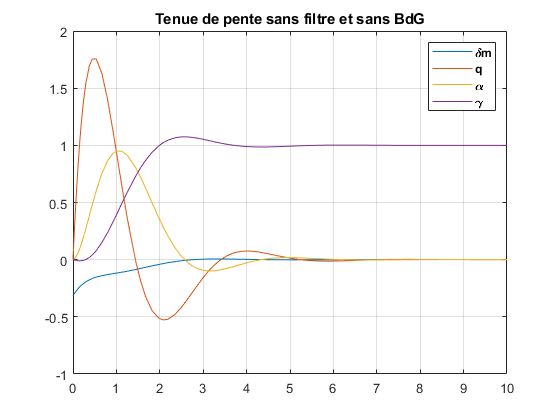 Tenue de pente sans filtre et sans BdG
2
1.5
1
0.5
0
-0.5
-1
0 1 2 3 4 5 6 7 8 9 10
δm
q
α
γ